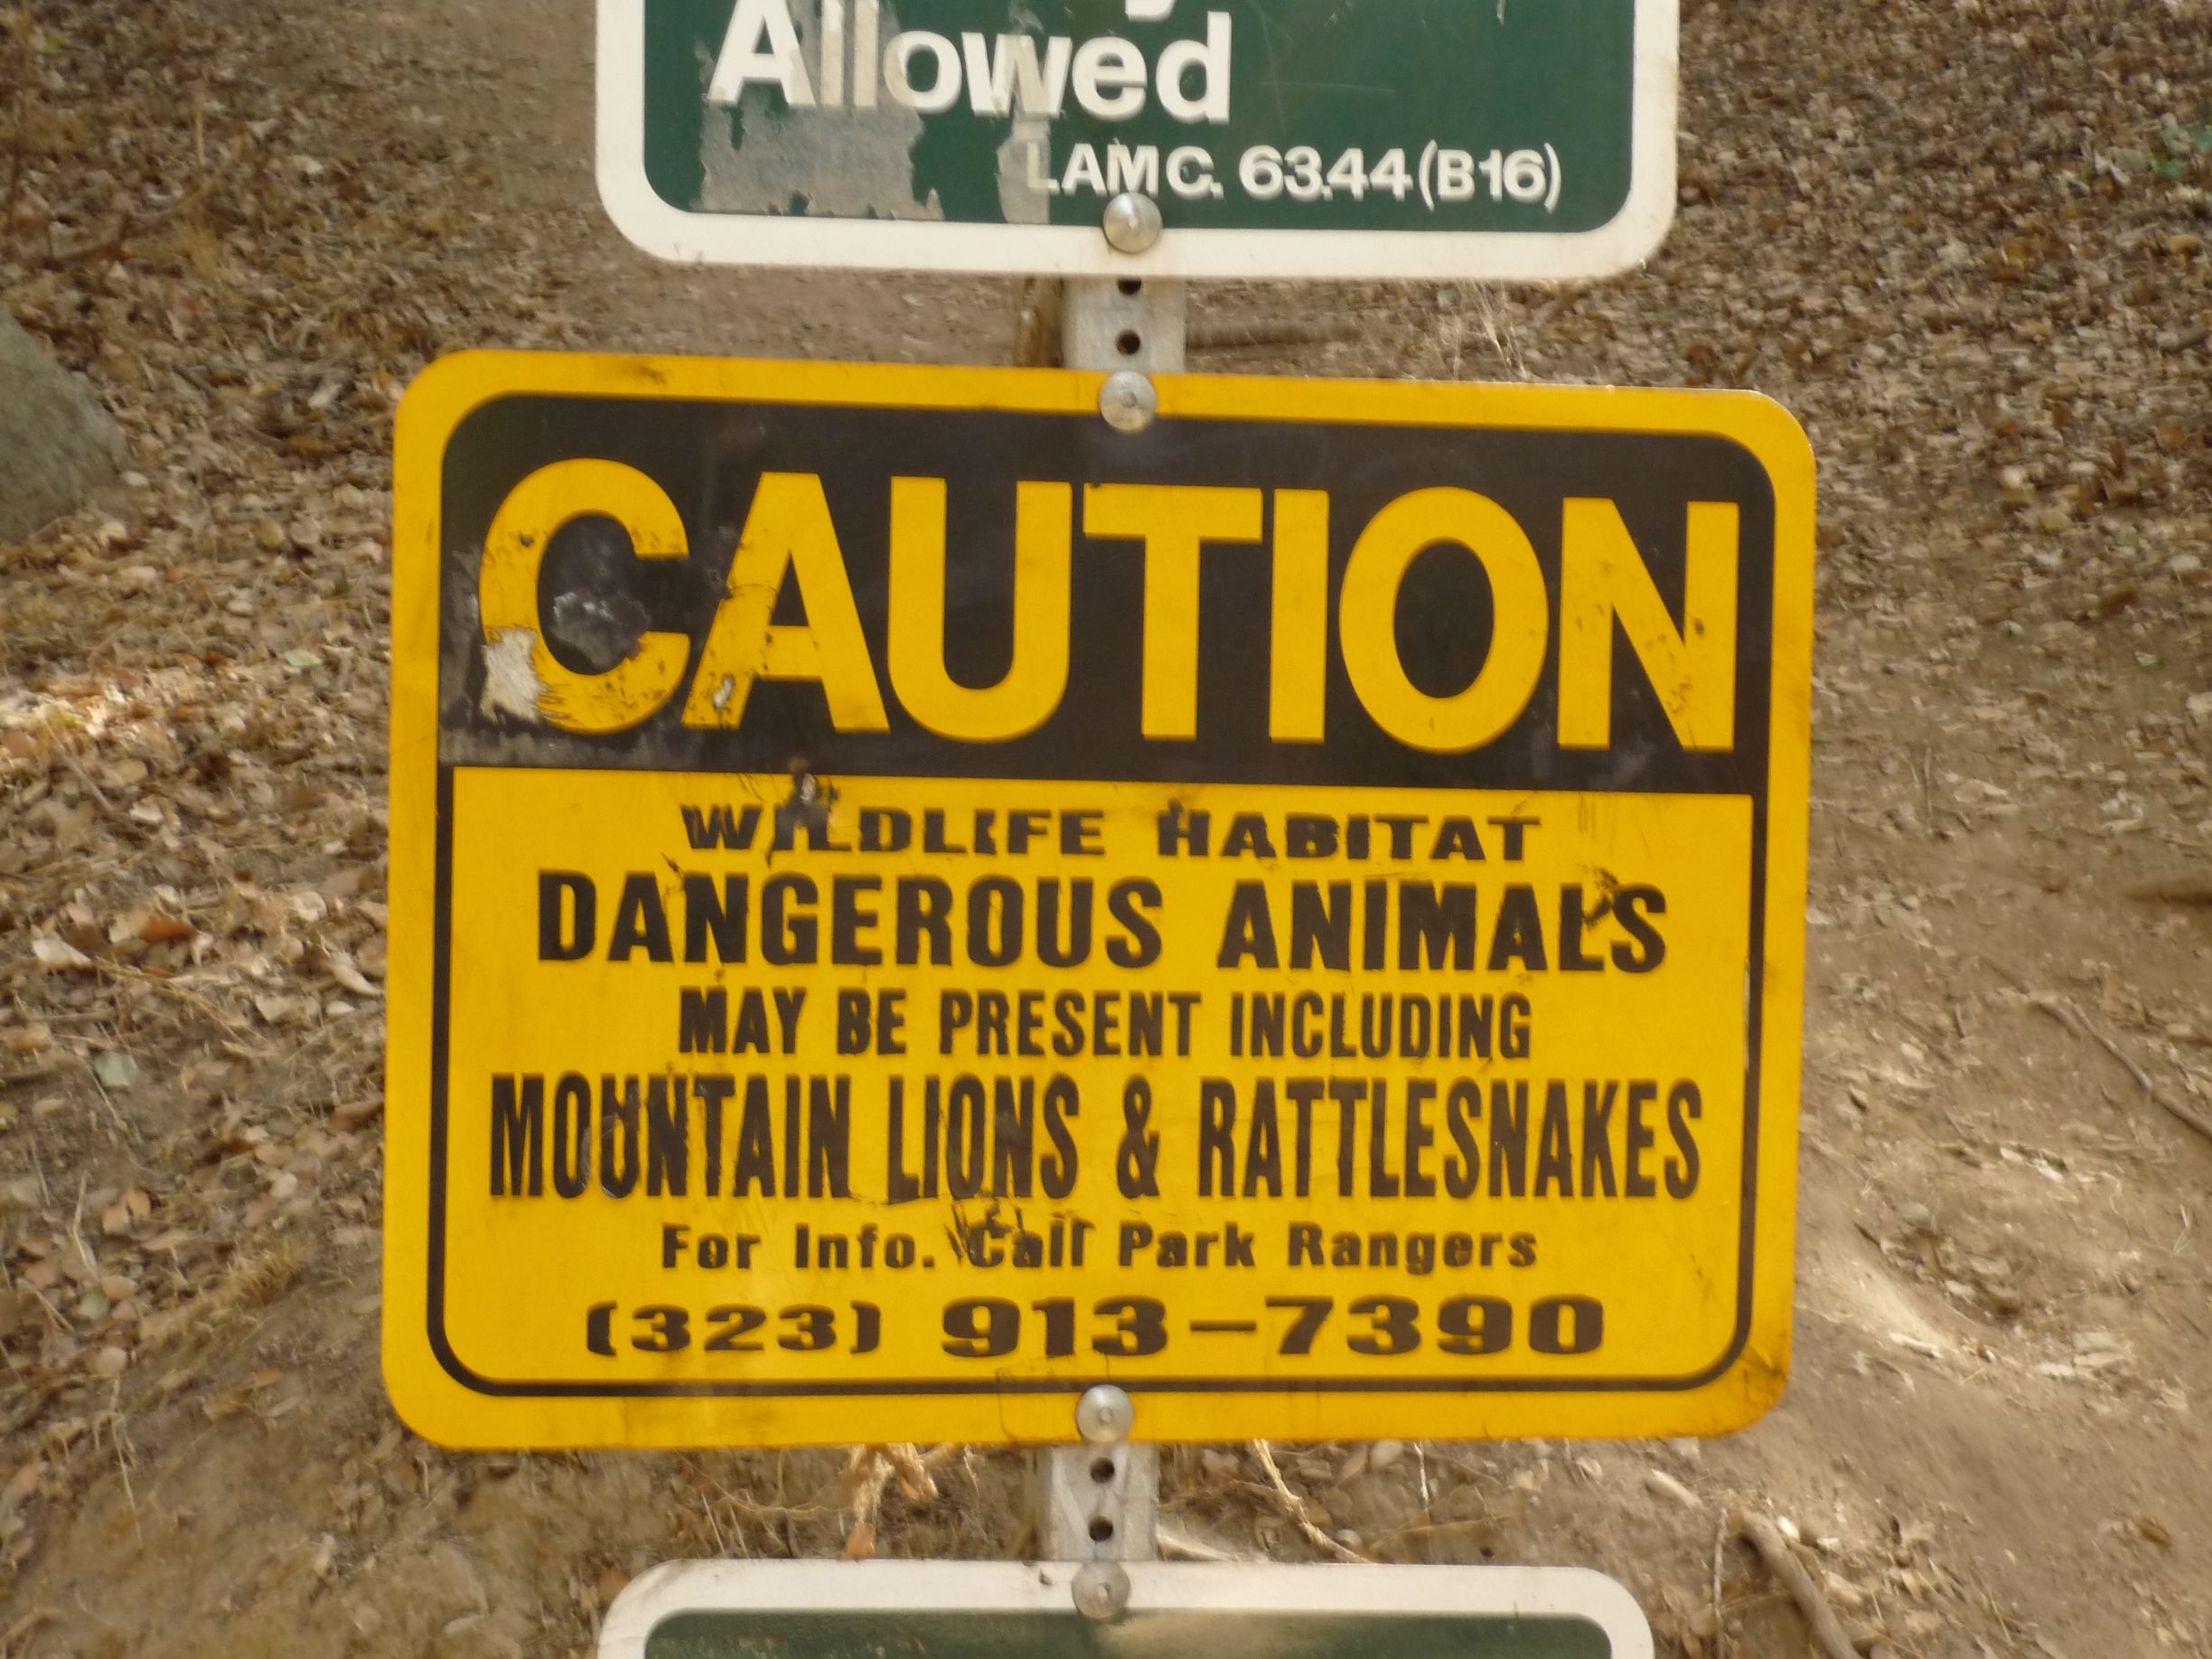 Allowed
LAMC. 63.44(B16)
CAUTION
WILDLIFE HABITAT
DANGEROUS ANIMALS
MAY BE PRESENT INCLUDING
MOUNTAIN LIONS & RATTLESNAKES
For Info. Call Park Rangers
(323) 913-7390